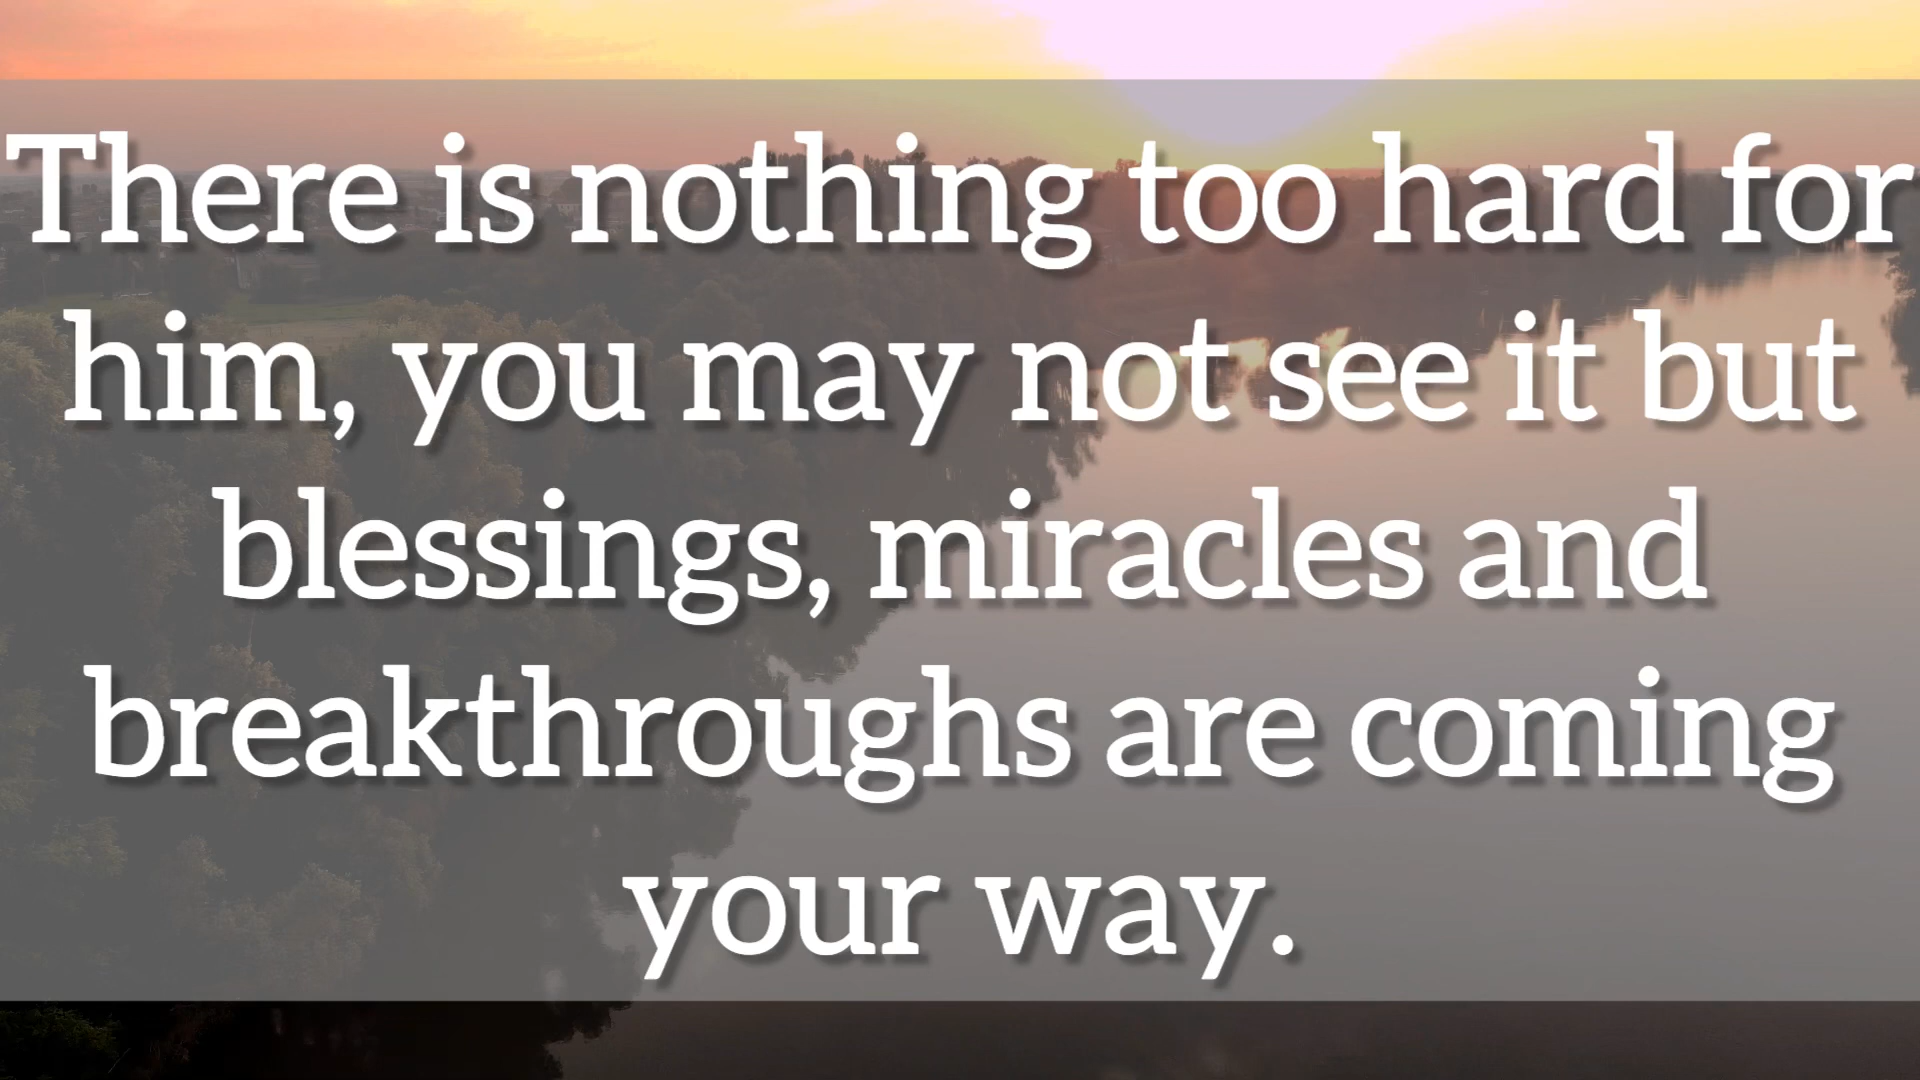 There is nothing too hard for
him, you may not see it but
blessings, miracles and
breakthroughs are coming
your way.